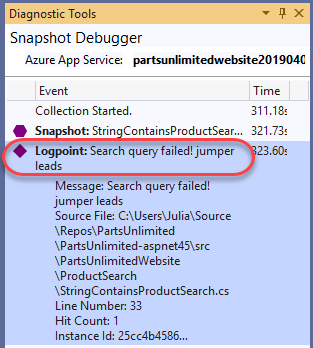 Diagnostic Tools
Snapshot Debugger
Azure App Service: partsunlimitedwebsite2019040
Event Time
Collection Started. 311.18s
Snapshot: StringContainsProductSear... 321.73s
Logpoint: Search query failed! jumper 323.60s
leads
Message: Search query failed!
jumper leads
Source File: C:\Users\Julia\Source
\Repos\PartsUnlimited
\PartsUnlimited-aspnet45\src
\PartsUnlimitedWebsite
\ProductSearch
\StringContainsProductSearch.cs
Line Number: 33
Hit Count: 1
Instance Id: 25cc4b4586...